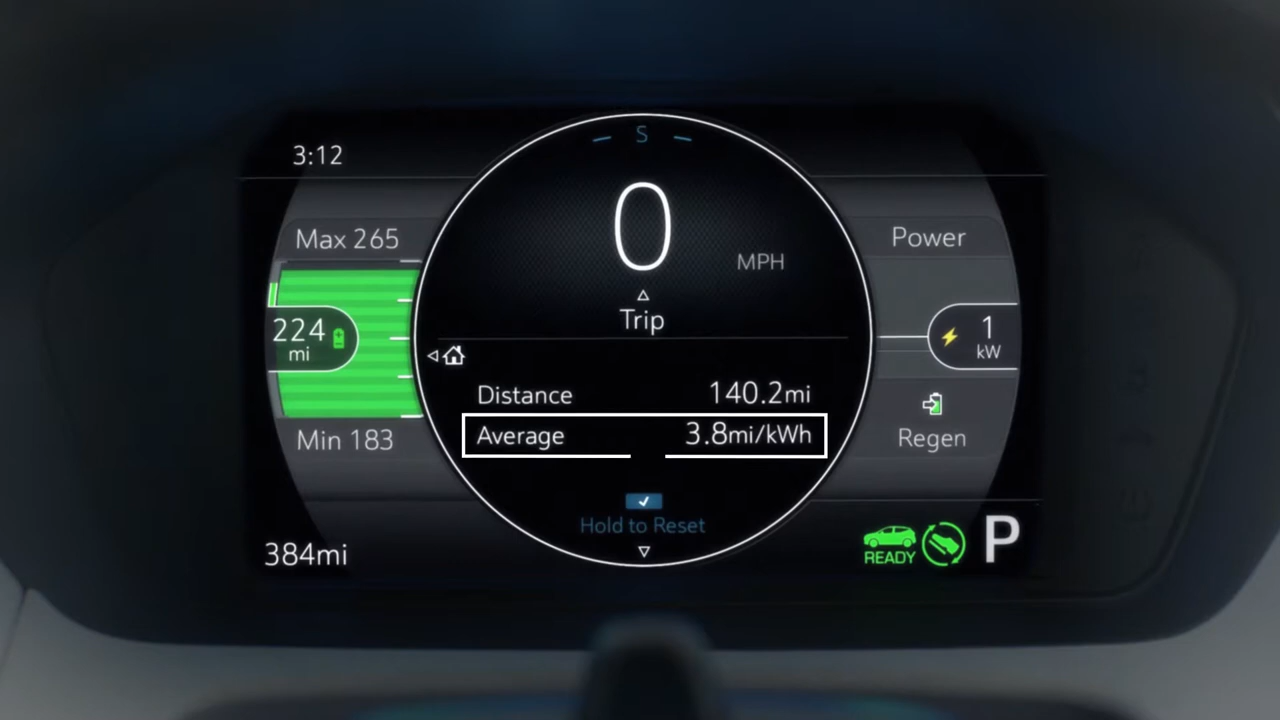 3:12
S
0
MPH
Max 265
Power
224
mi
Trip
1
kW
Distance 140.2mi
Average 3.8mi/kWh
Min 183
Regen
Hold to Reset
384mi
READY
P